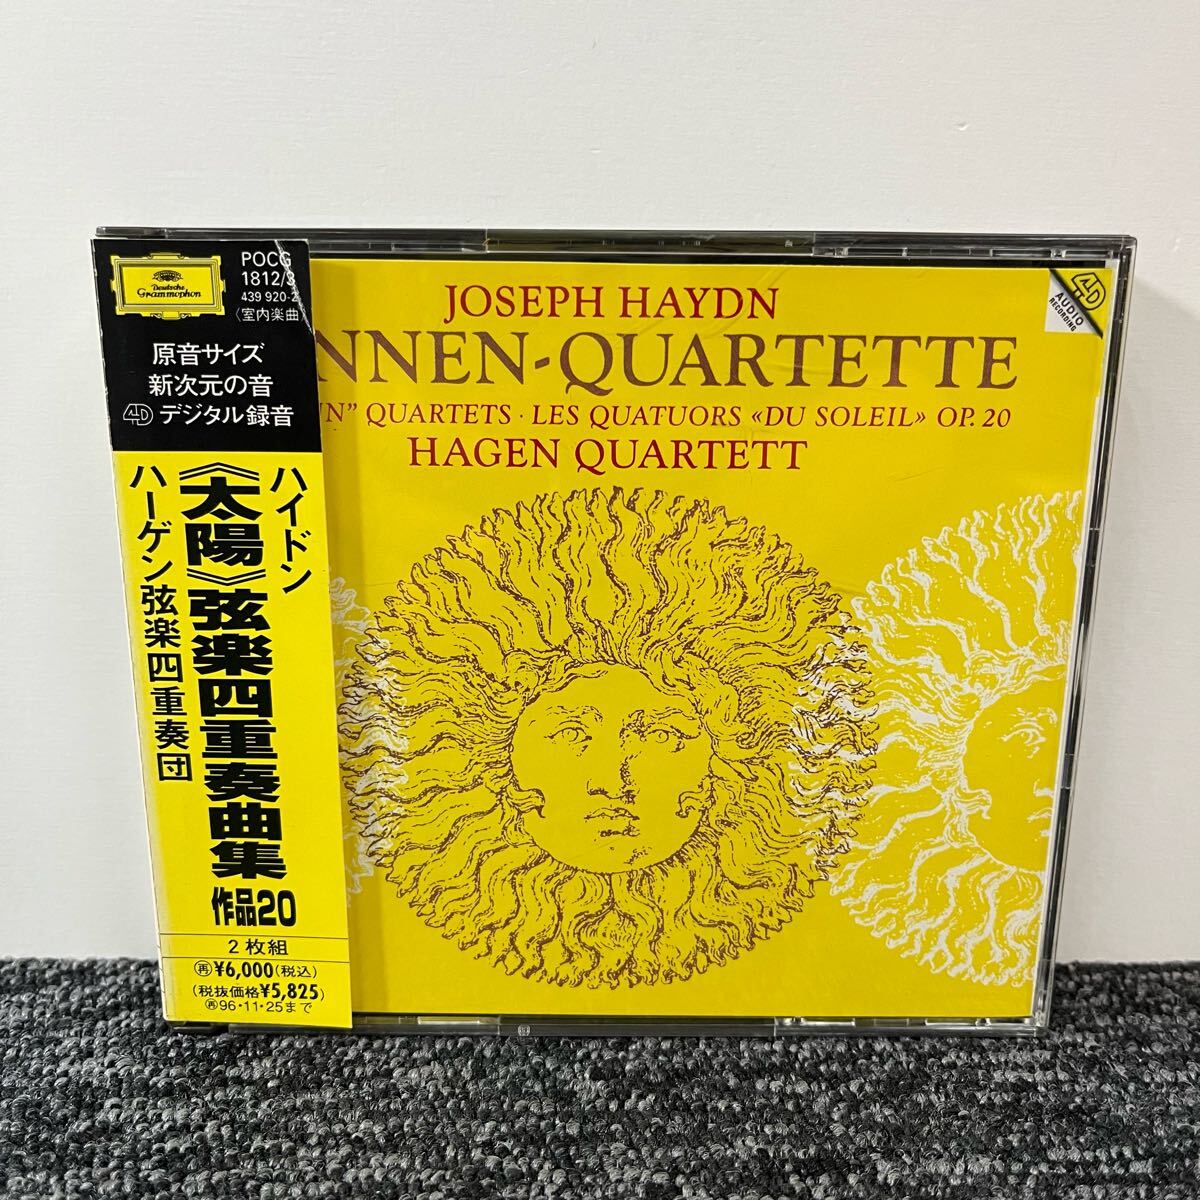 Deutsche
Grammophon
POCG
1812/3
439 920-2
〈室内楽曲〉
原音サイズ
新次元の音
4D デジタル録音
ハイドン
《太陽》弦楽四重奏曲集
作品20
ハーゲン弦楽四重奏団
2枚組
再¥6,000(税込)
(税抜価格¥5,825)
再96・11・25まで
JOSEPH HAYDN
NNEN-QUARTETTE
N” QUARTETS · LES QUATUORS «DU SOLEIL» OP. 20
HAGEN QUARTETT
4D
AUDIO
RECORDING